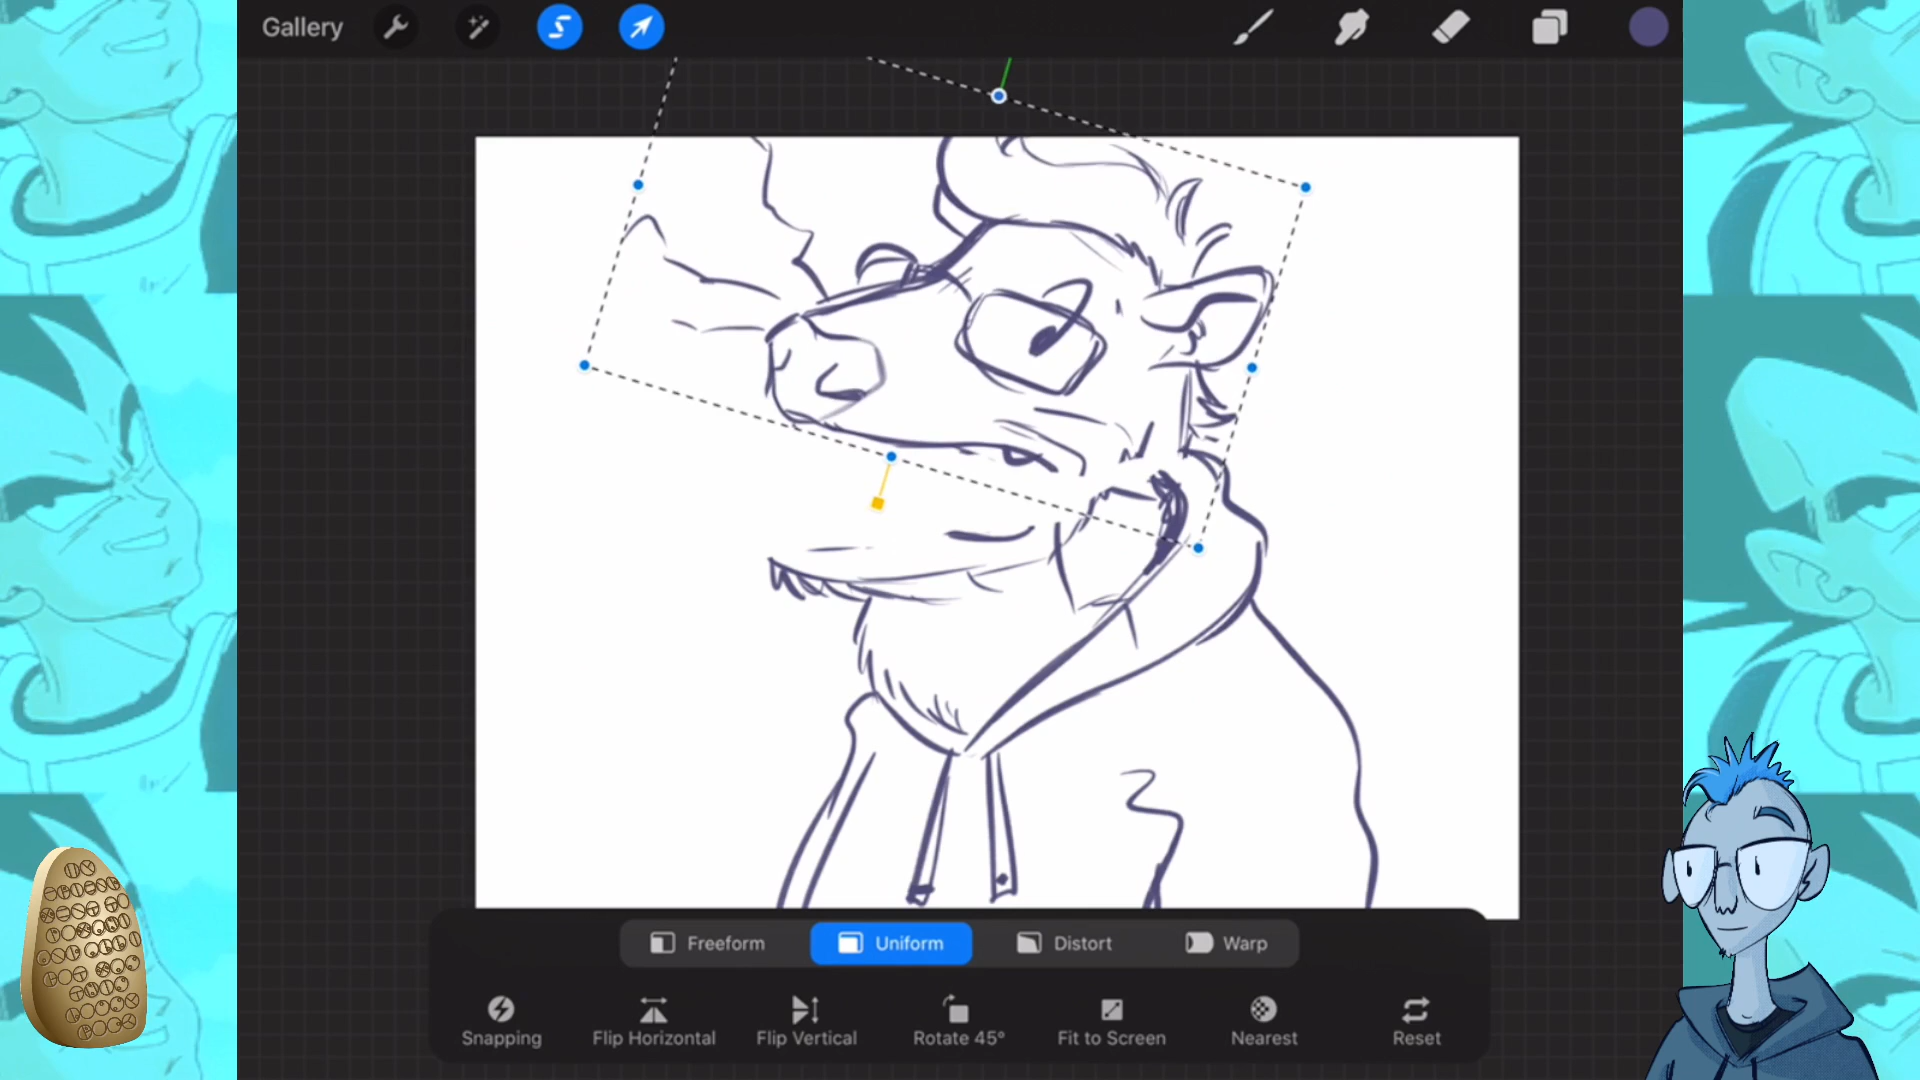 Gallery
Freeform Uniform Distort Warp
Snapping Flip Horizontal Flip Vertical Rotate 45° Fit to Screen Nearest Reset